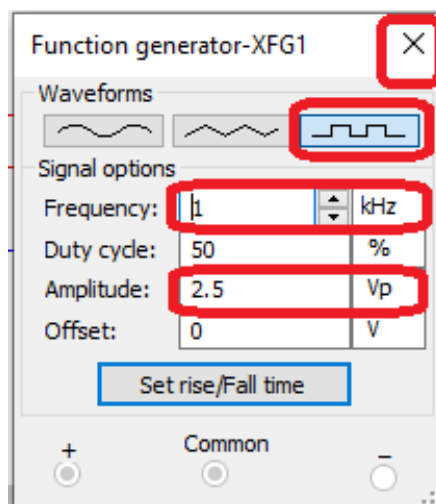 Function generator-XFG1
Waveforms
Signal options
Frequency: 1 kHz
Duty cycle: 50 %
Amplitude: 2.5 Vp
Offset: 0 V
Set rise/Fall time
+ Common –